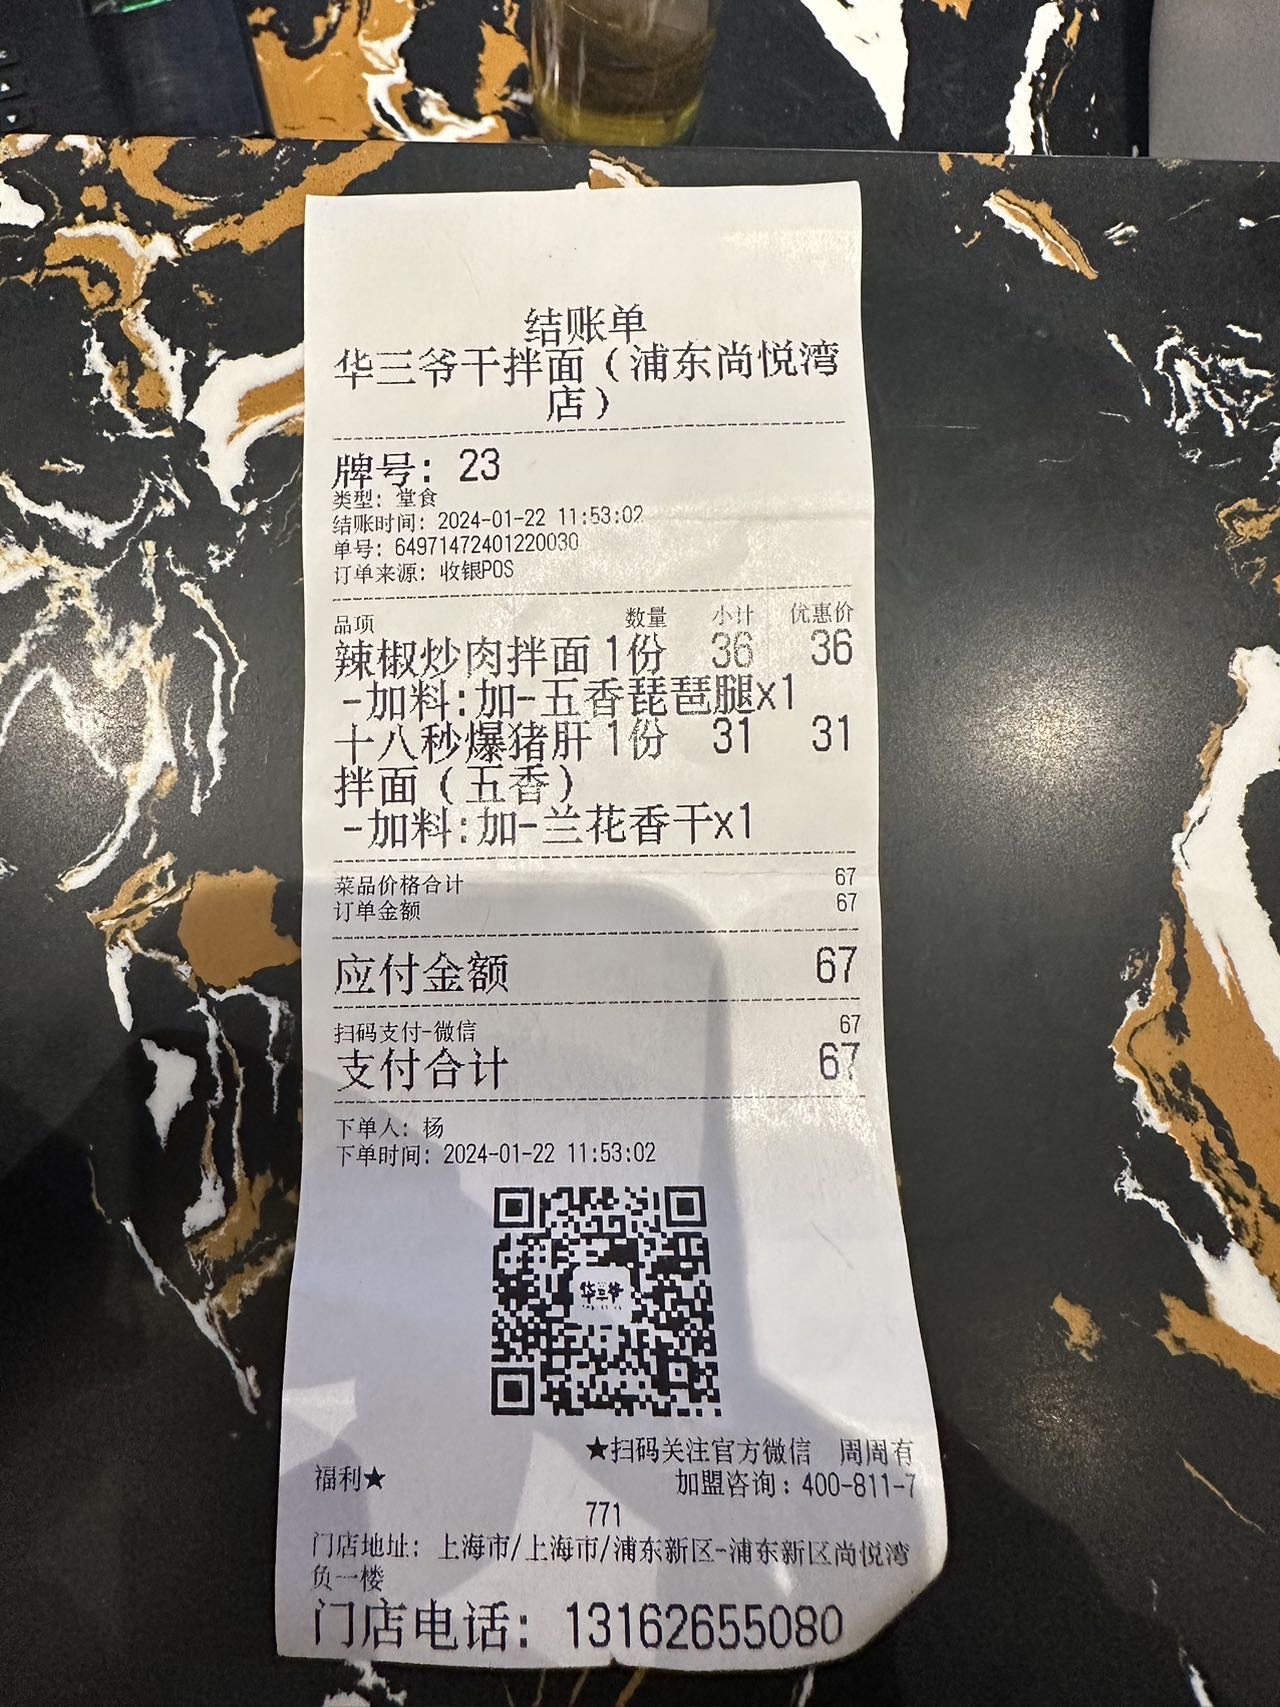 结账单
华三爷干拌面（浦东尚悦湾
店）
牌号：23
类型：堂食
结账时间：2024-01-22 11:53:02
单号：64971472401220030
订单来源：收银POS
品项 数量 小计 优惠价
辣椒炒肉拌面 1份 36 36
-加料:加-五香琵琶腿x1
十八秒爆猪肝 1份 31 31
拌面（五香）
-加料:加-兰花香干x1
菜品价格合计 67
订单金额 67
应付金额 67
扫码支付-微信 67
支付合计 67
下单人：杨
下单时间：2024-01-22 11:53:02
华三爷
★扫码关注官方微信 周周有
福利★ 加盟咨询：400-811-7
771
门店地址：上海市/上海市/浦东新区-浦东新区尚悦湾
负一楼
门店电话：13162655080